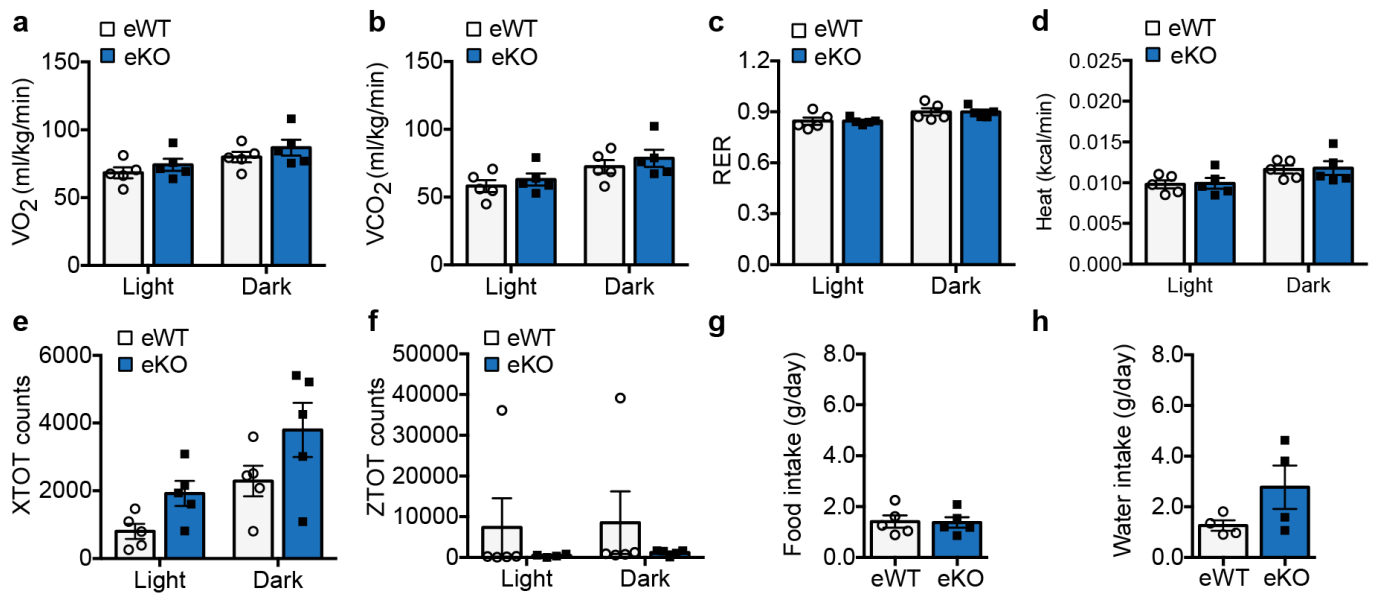 a
eWT
eKO
VO2 (ml/kg/min)
150
100
50
0
Light Dark
b
eWT
eKO
VCO2 (ml/kg/min)
150
100
50
0
Light Dark
c
eWT
eKO
RER
1.2
0.9
0.6
0.3
0.0
Light Dark
d
eWT
eKO
Heat (kcal/min)
0.025
0.020
0.015
0.010
0.005
0.000
Light Dark
e
eWT
eKO
XTOT counts
6000
4000
2000
0
Light Dark
f
eWT
eKO
ZTOT counts
50000
40000
30000
20000
10000
0
Light Dark
g
Food intake (g/day)
8.0
6.0
4.0
2.0
0.0
eWT eKO
h
Water intake (g/day)
8.0
6.0
4.0
2.0
0.0
eWT eKO